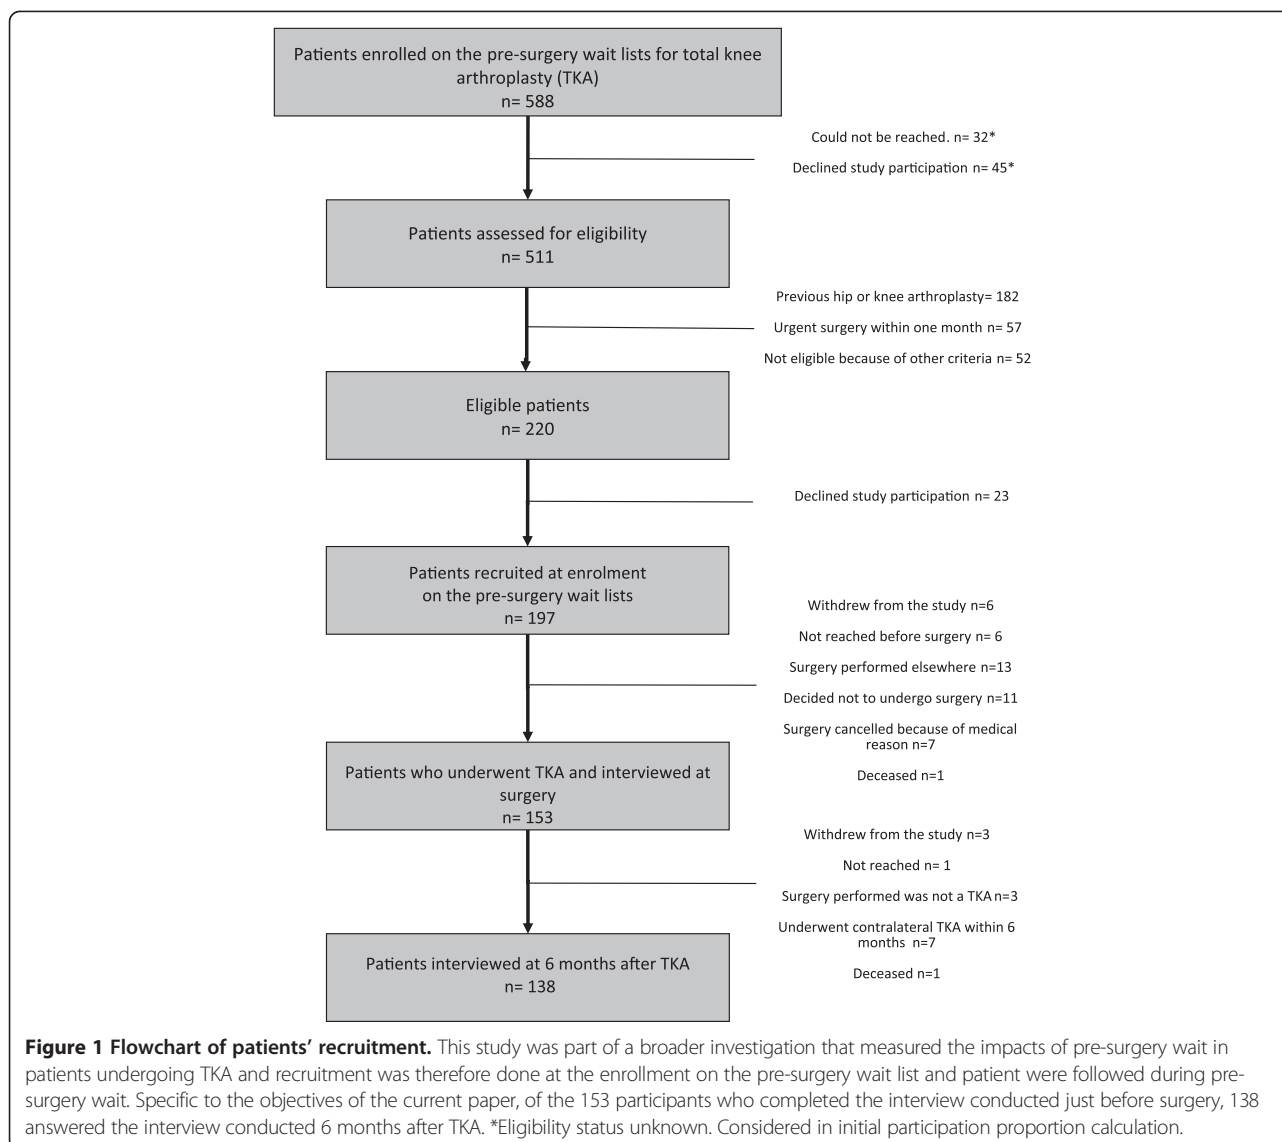 Patients enrolled on the pre-surgery wait lists for total knee
arthroplasty (TKA)
n= 588
Could not be reached. n= 32*
Declined study participation n= 45*
Patients assessed for eligibility
n= 511
Previous hip or knee arthroplasty= 182
Urgent surgery within one month n= 57
Not eligible because of other criteria n= 52
Eligible patients
n= 220
Declined study participation n= 23
Patients recruited at enrolment
on the pre-surgery wait lists
n= 197
Withdrew from the study n=6
Not reached before surgery n= 6
Surgery performed elsewhere n=13
Decided not to undergo surgery n=11
Surgery cancelled because of medical
reason n=7
Deceased n=1
Patients who underwent TKA and interviewed at
surgery
n= 153
Withdrew from the study n=3
Not reached n= 1
Surgery performed was not a TKA n=3
Underwent contralateral TKA within 6
months n=7
Deceased n=1
Patients interviewed at 6 months after TKA
n= 138
Figure 1 Flowchart of patients' recruitment. This study was part of a broader investigation that measured the impacts of pre-surgery wait in
patients undergoing TKA and recruitment was therefore done at the enrollment on the pre-surgery wait list and patient were followed during pre-
surgery wait. Specific to the objectives of the current paper, of the 153 participants who completed the interview conducted just before surgery, 138
answered the interview conducted 6 months after TKA. *Eligibility status unknown. Considered in initial participation proportion calculation.